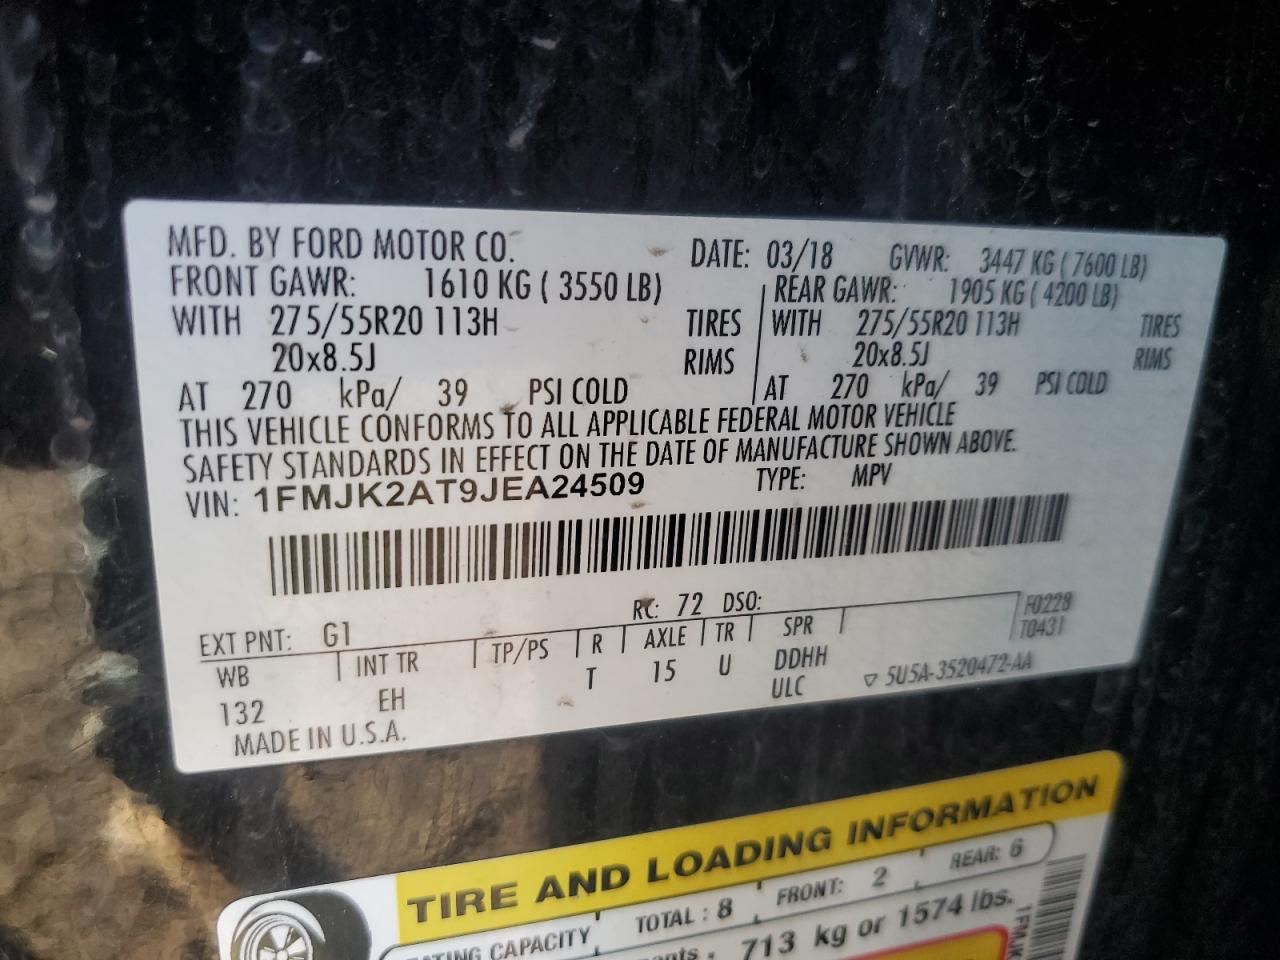 MFD. BY FORD MOTOR CO. DATE: 03/18 GVWR: 3447 KG ( 7600 LB)
FRONT GAWR: 1610 KG ( 3550 LB) REAR GAWR: 1905 KG ( 4200 LB)
WITH 275/55R20 113H TIRES WITH 275/55R20 113H TIRES
20x8.5J RIMS 20x8.5J RIMS
AT 270 kPa/ 39 PSI COLD AT 270 kPa/ 39 PSI COLD
THIS VEHICLE CONFORMS TO ALL APPLICABLE FEDERAL MOTOR VEHICLE
SAFETY STANDARDS IN EFFECT ON THE DATE OF MANUFACTURE SHOWN ABOVE.
VIN: 1FMJK2AT9JEA24509 TYPE: MPV
EXT PNT: G1 RC: 72 DSO: F0228
WB INT TR TP/PS R AXLE TR SPR T0431
132 EH T 15 U DDHH
ULC ▽ 5U5A-3520472-AA
MADE IN U.S.A.
TIRE AND LOADING INFORMATION
CAPACITY TOTAL : 8 FRONT: 2 REAR: 6
713 kg or 1574 lbs.